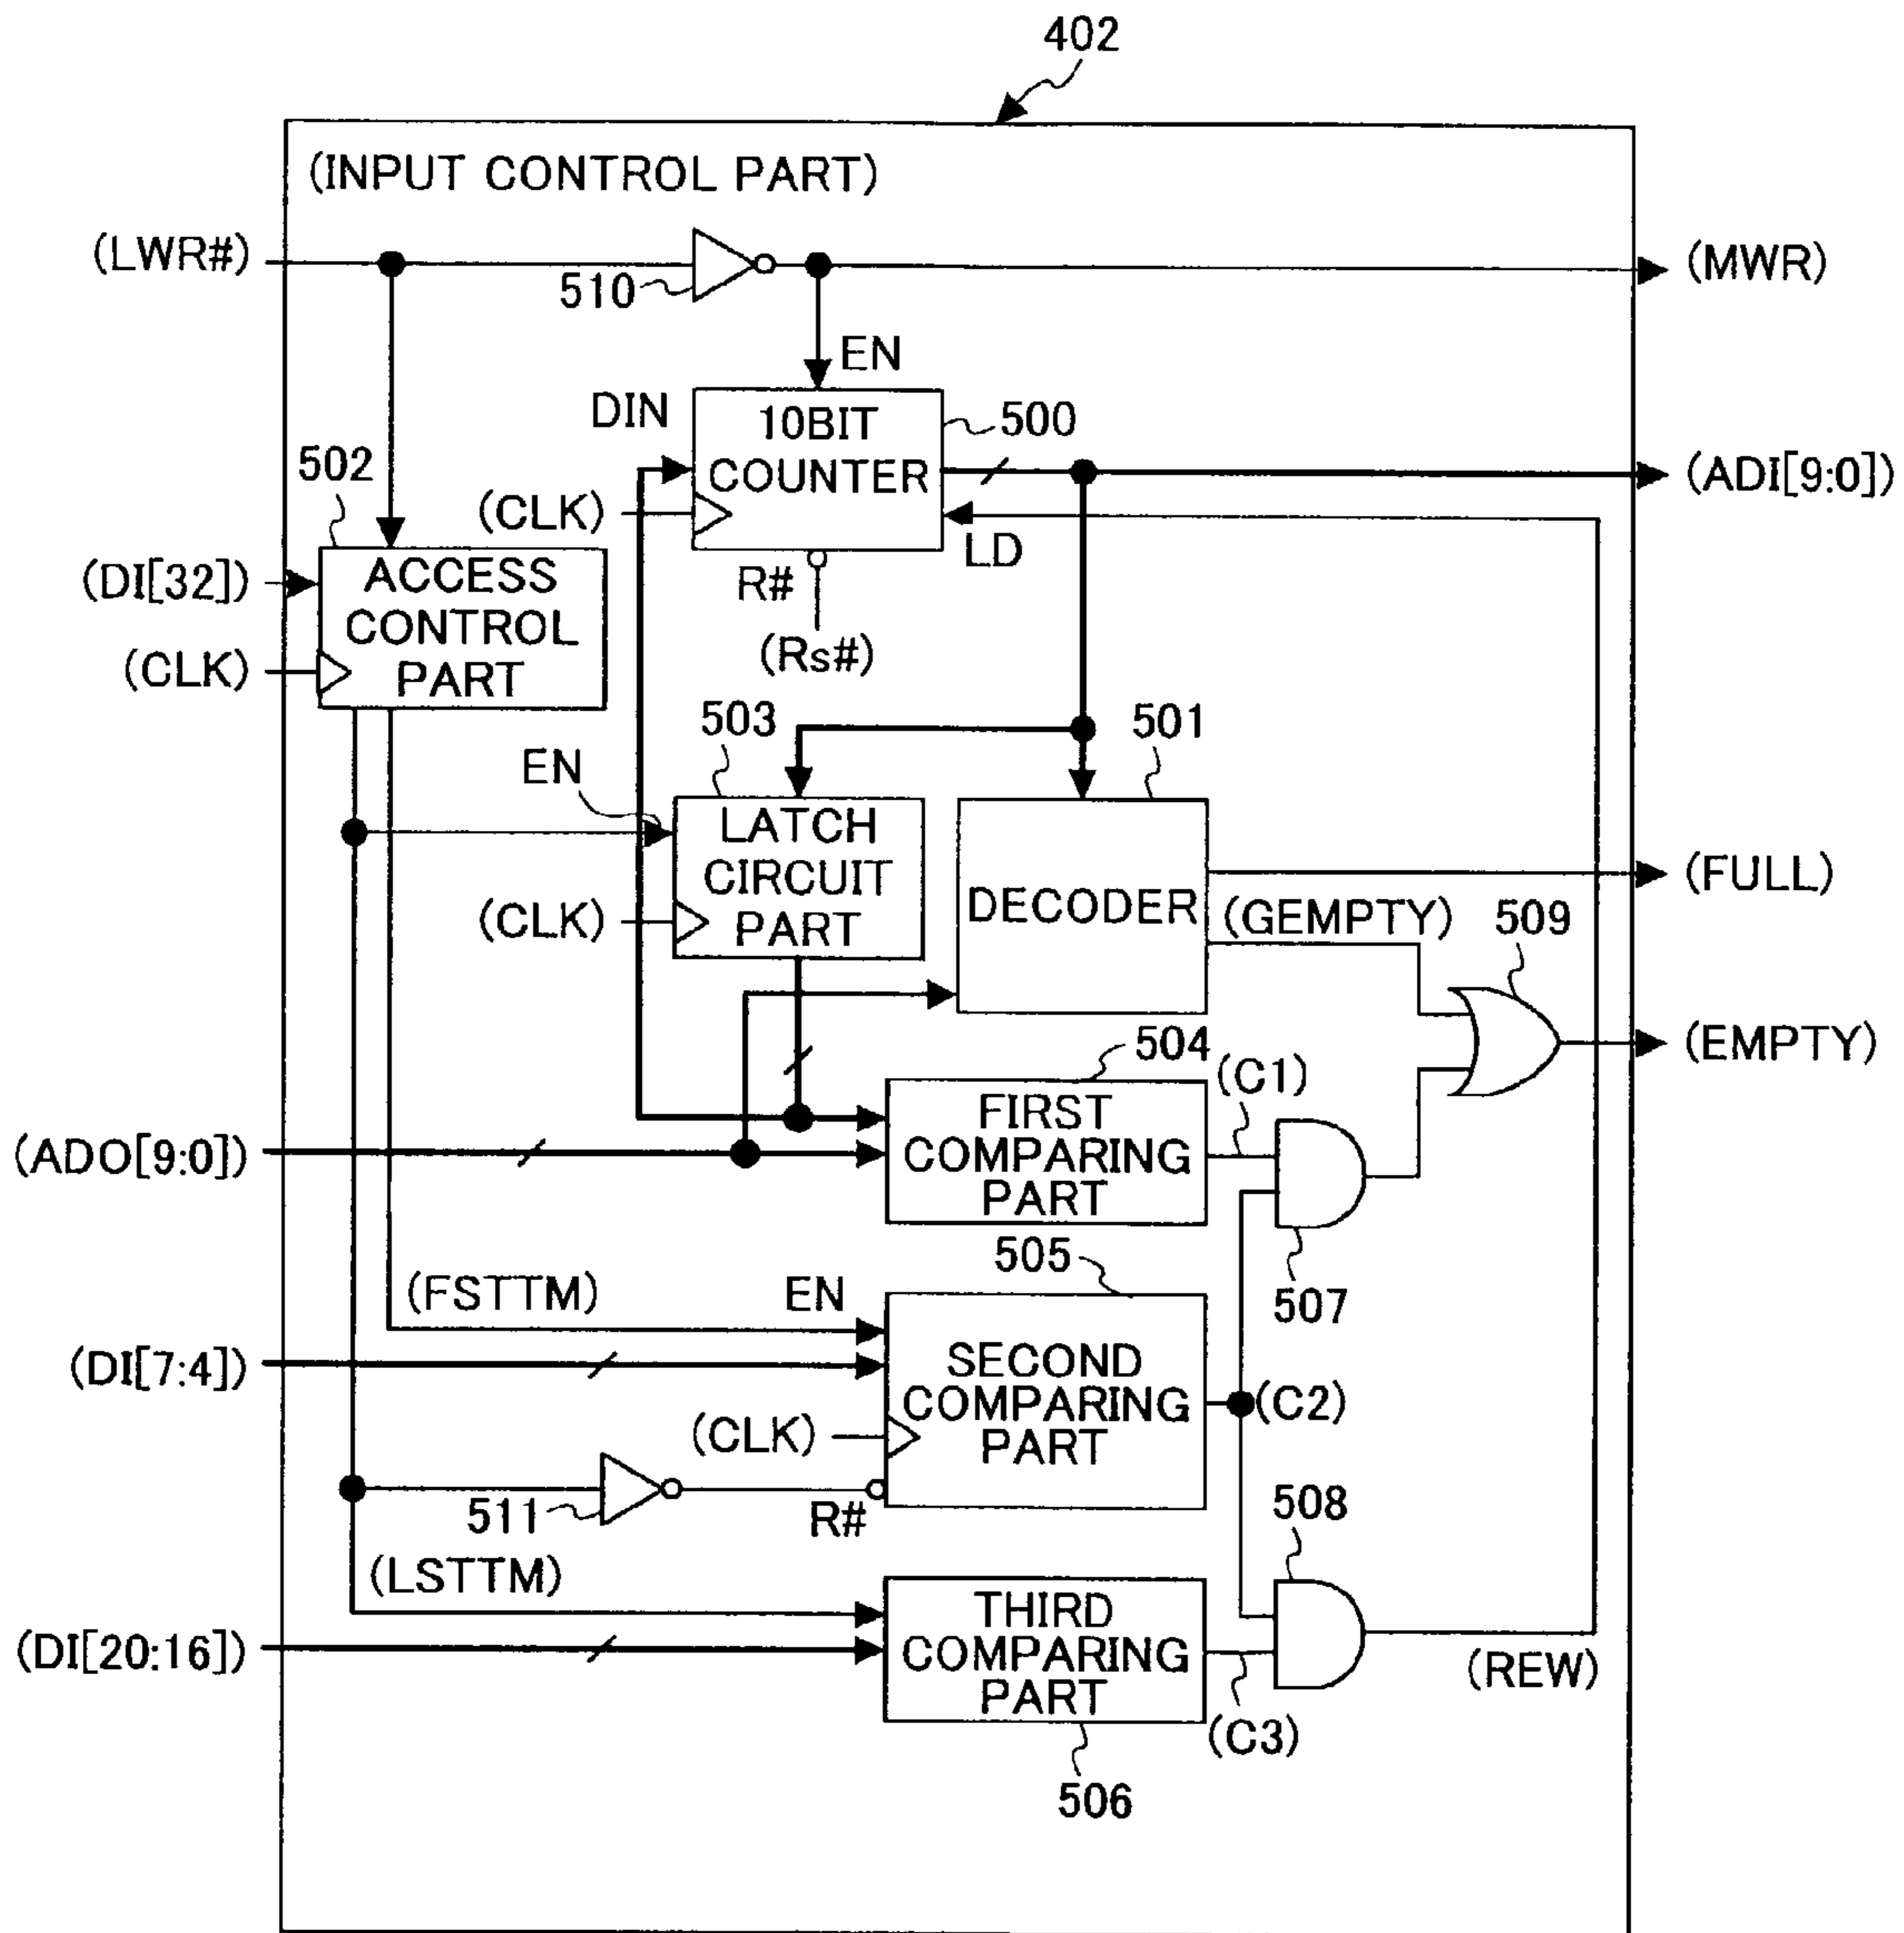 402
(INPUT CONTROL PART)
(LWR#)
510
(MWR)
EN
DIN
10BIT
COUNTER
500
(ADI[9:0])
502
(CLK)
LD
(DI[32])
ACCESS
CONTROL
PART
R#
(Rs#)
(CLK)
503
501
EN
LATCH
CIRCUIT
PART
(CLK)
DECODER
(FULL)
(GEMPTY)
509
(EMPTY)
504
(C1)
FIRST
COMPARING
PART
(ADO[9:0])
505
507
(FSTTM)
EN
(DI[7:4])
SECOND
COMPARING
PART
(C2)
(CLK)
511
R#
508
(LSTTM)
THIRD
COMPARING
PART
(DI[20:16])
(REW)
(C3)
506